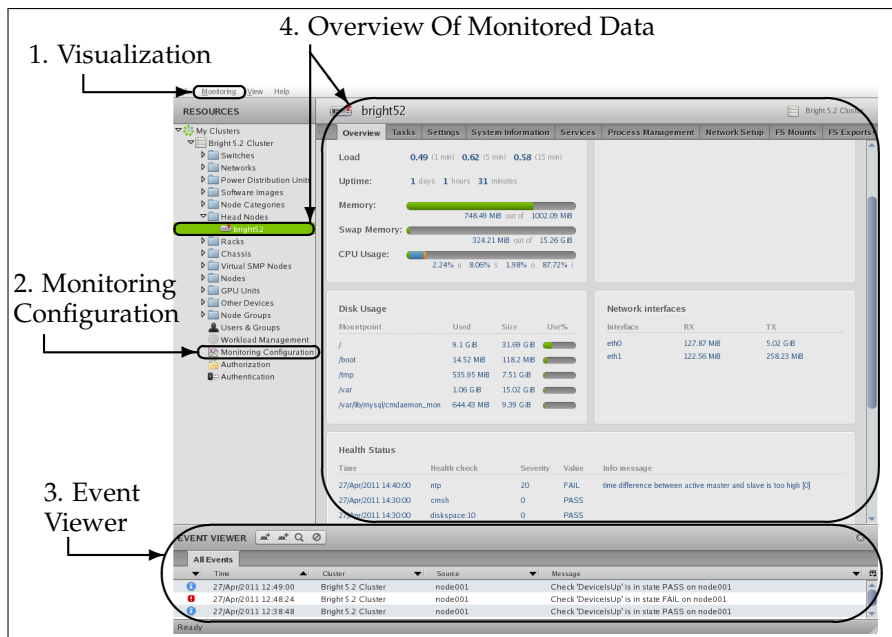 4. Overview Of Monitored Data
1. Visualization
Monitoring View Help
RESOURCES
bright52
Bright 5.2 Cluster
My Clusters
Bright 5.2 Cluster
Switches
Networks
Power Distribution Units
Software Images
Node Categories
Head Nodes
bright52
Racks
Chassis
Virtual SMP Nodes
Nodes
GPU Units
Other Devices
Node Groups
Users & Groups
Workload Management
Monitoring Configuration
Authorization
Authentication
2. Monitoring
Configuration
Overview Tasks Settings System Information Services Process Management Network Setup FS Mounts FS Exports
Load 0.49 (1 min) 0.62 (5 min) 0.58 (15 min)
Uptime: 1 days 1 hours 31 minutes
Memory:
748.49 MiB out of 1002.09 MiB
Swap Memory:
324.21 MiB out of 15.26 GiB
CPU Usage:
2.24% u 8.06% s 1.98% o 87.72% i
Disk Usage
Mountpoint Used Size Use%
/ 9.1 GiB 31.69 GiB
/boot 14.52 MiB 118.2 MiB
/tmp 535.95 MiB 7.51 GiB
/var 1.06 GiB 15.02 GiB
/var/lib/mysql/cmdaemon_mon 644.43 MiB 9.39 GiB
Network interfaces
Interface RX TX
eth0 127.87 MiB 5.02 GiB
eth1 122.56 MiB 258.23 MiB
Health Status
Time Health check Severity Value Info message
27/Apr/2011 14:40:00 ntp 20 FAIL time difference between active master and slave is too high [0]
27/Apr/2011 14:30:00 cmsh 0 PASS
27/Apr/2011 14:30:00 diskspace:10 0 PASS
3. Event
Viewer
EVENT VIEWER
All Events
Time Cluster Source Message
27/Apr/2011 12:49:00 Bright 5.2 Cluster node001 Check 'DeviceIsUp' is in state PASS on node001
27/Apr/2011 12:48:24 Bright 5.2 Cluster node001 Check 'DeviceIsUp' is in state FAIL on node001
27/Apr/2011 12:38:48 Bright 5.2 Cluster node001 Check 'DeviceIsUp' is in state PASS on node001
Ready